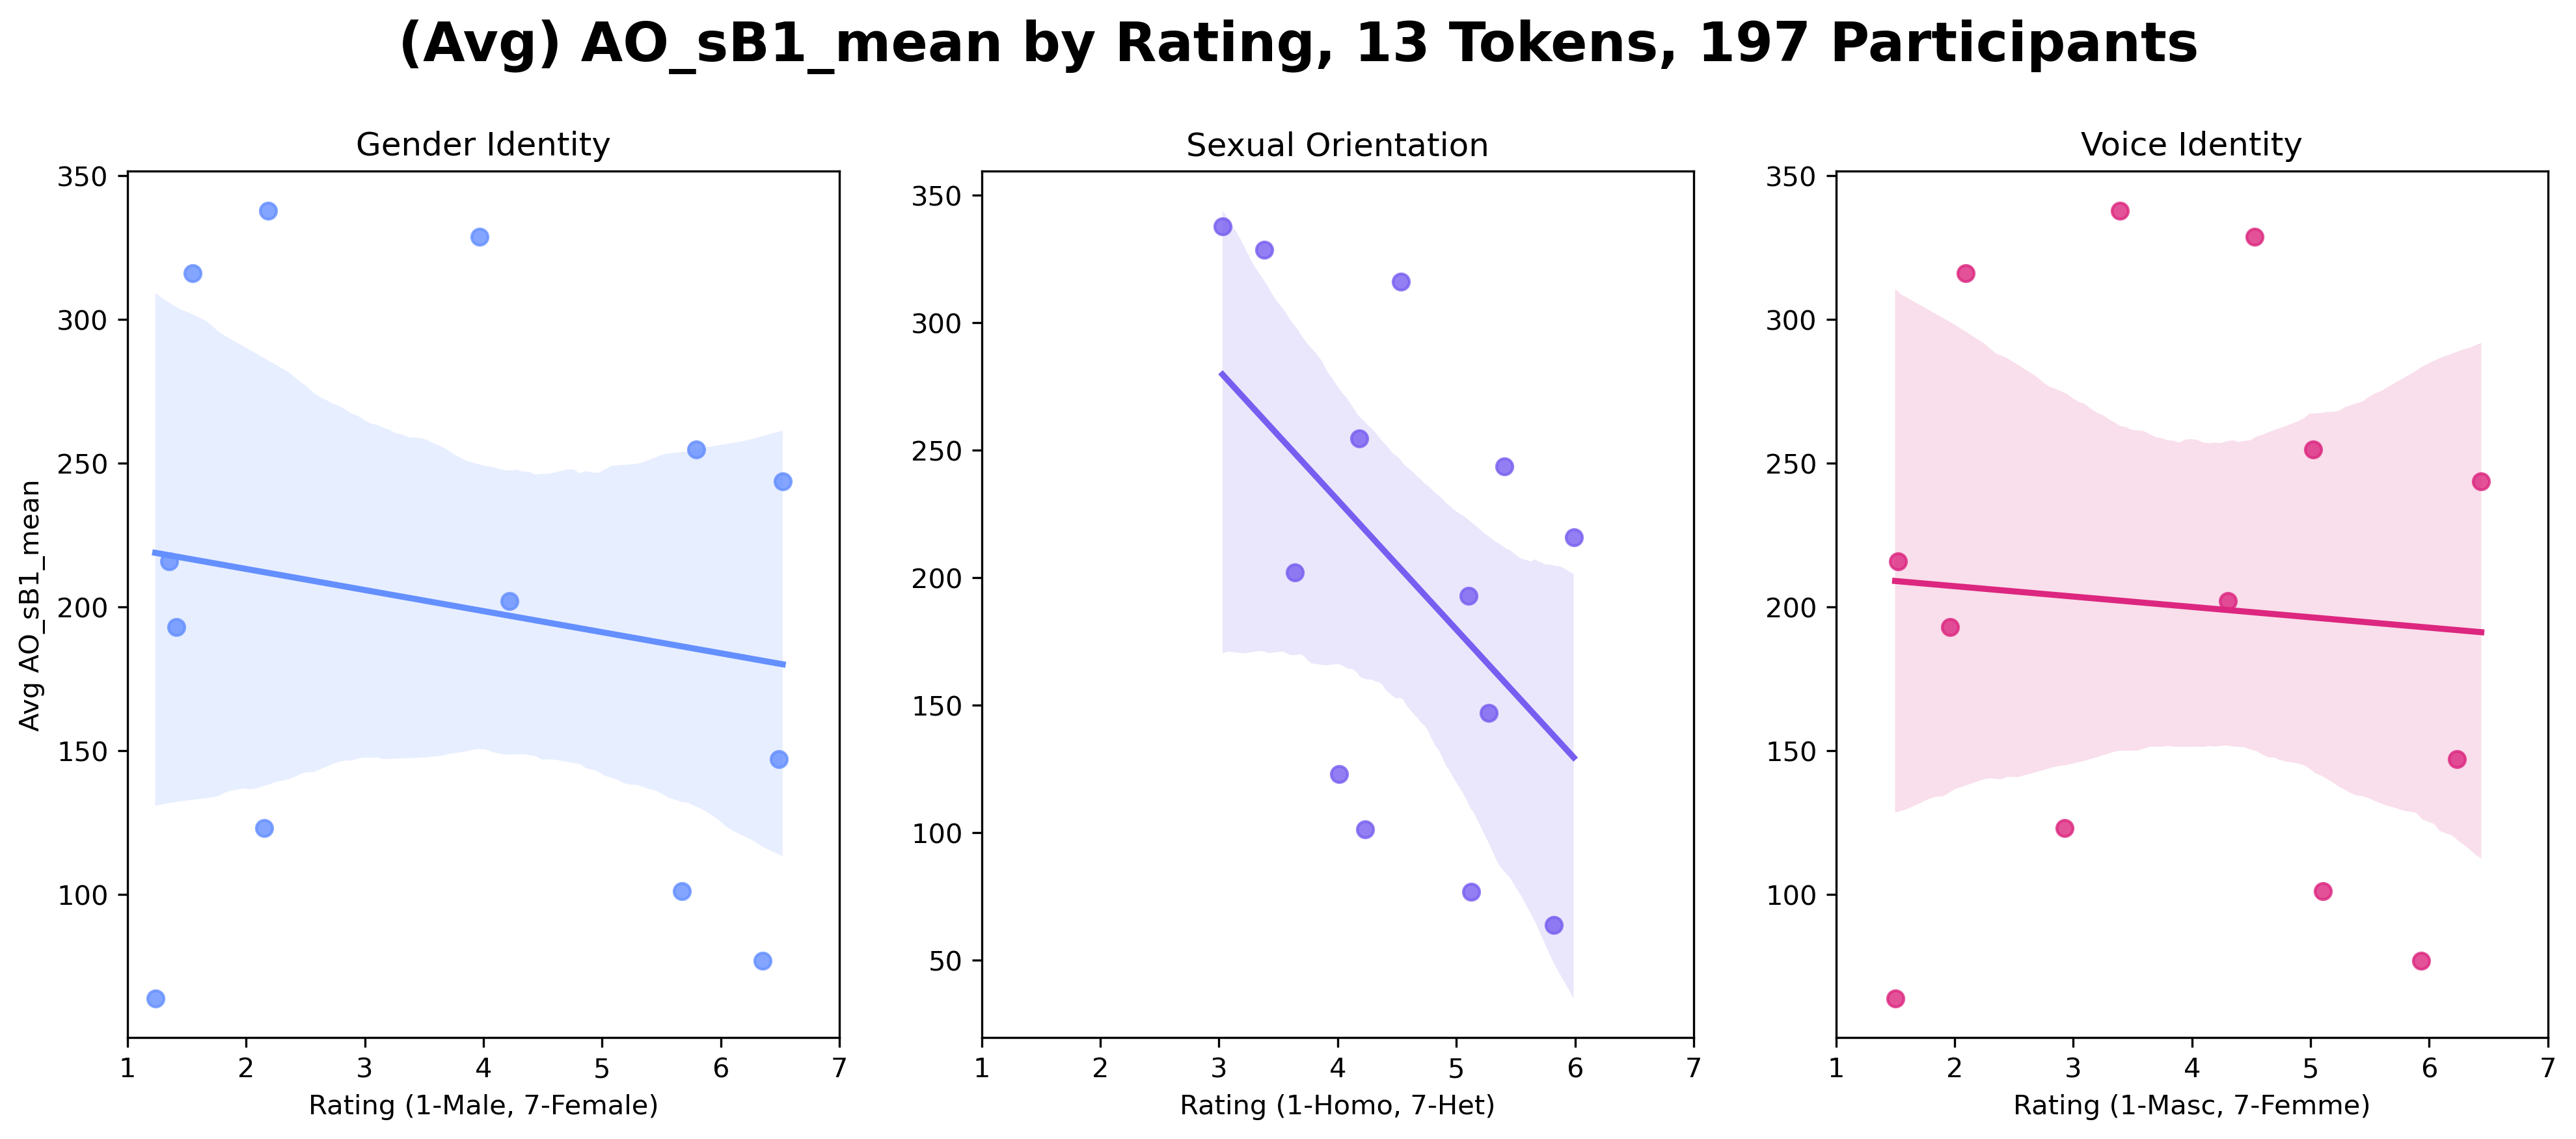 (Avg) AO_sB1_mean by Rating, 13 Tokens, 197 Participants
Gender Identity
Avg AO_sB1_mean
350
300
250
200
150
100
1 2 3 4 5 6 7
Rating (1-Male, 7-Female)
Sexual Orientation
350
300
250
200
150
100
50
1 2 3 4 5 6 7
Rating (1-Homo, 7-Het)
Voice Identity
350
300
250
200
150
100
1 2 3 4 5 6 7
Rating (1-Masc, 7-Femme)